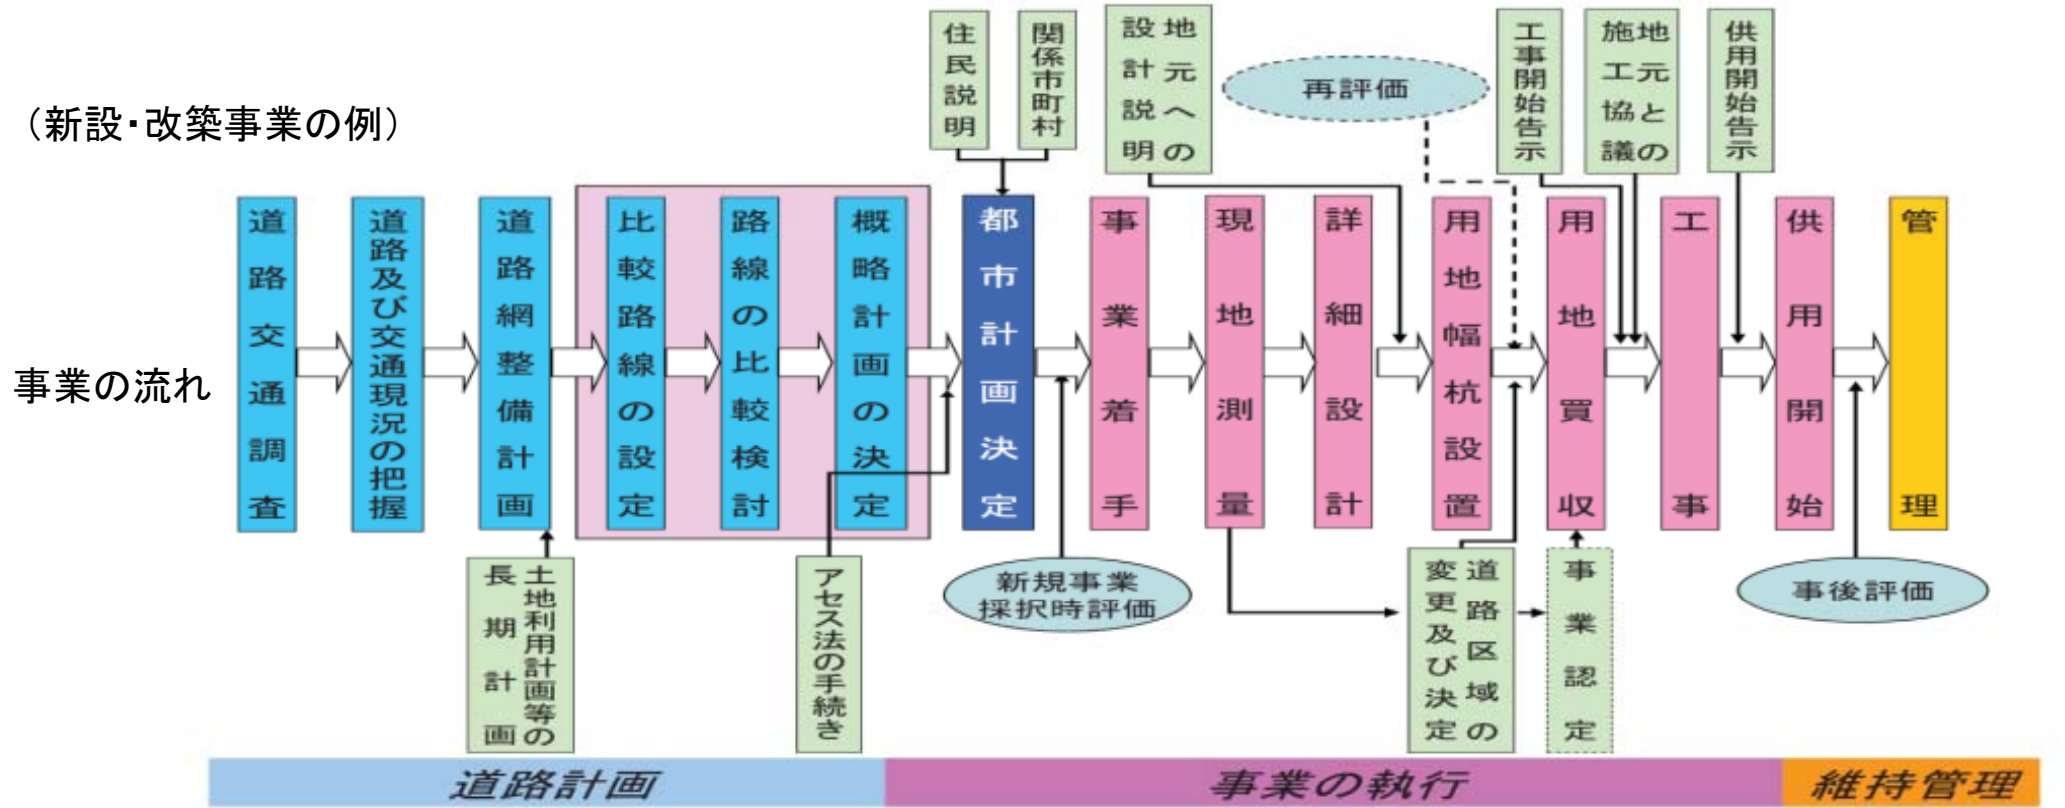 (新設・改築事業の例)
事業の流れ
住民説明
関係市町村
地元への
設計説明
再評価
工事開始告示
地元との
施工協議
供用開始告示
道路交通調査
道路及び交通現況の把握
道路網整備計画
比較路線の設定
路線の比較検討
概略計画の決定
都市計画決定
事業着手
現地測量
詳細設計
用地幅杭設置
用地買収
工事
供用開始
管理
土地利用計画等の
長期計画
アセス法の手続き
新規事業
採択時評価
道路区域の
変更及び決定
事業認定
事後評価
道路計画
事業の執行
維持管理